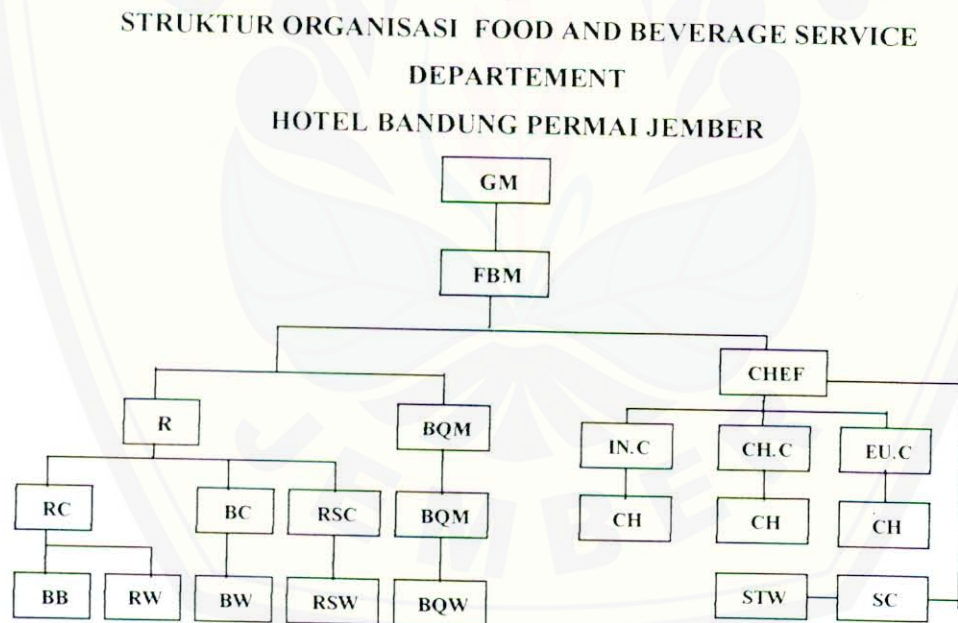 STRUKTUR ORGANISASI FOOD AND BEVERAGE SERVICE
DEPARTEMENT
HOTEL BANDUNG PERMAI JEMBER
GM
FBM
CHEF
R
BQM
IN.C
CH.C
EU.C
RC
BC
RSC
BQM
CH
CH
CH
BB
RW
BW
RSW
BQW
STW
SC
JEMBER